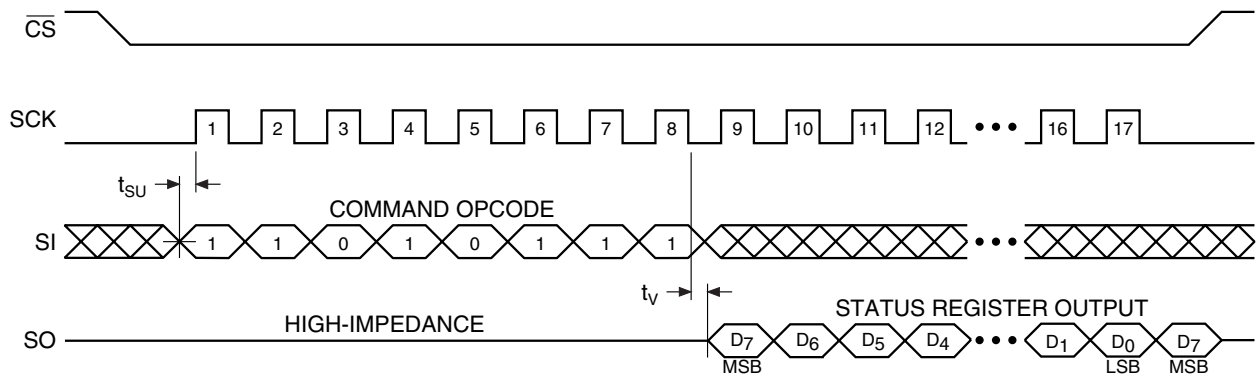 CS
SCK 1 2 3 4 5 6 7 8 9 10 11 12 ••• 16 17
tSU
COMMAND OPCODE
SI 1 1 0 1 0 1 1 1 •••
tV
HIGH-IMPEDANCE STATUS REGISTER OUTPUT
SO D7 D6 D5 D4 ••• D1 D0 D7
MSB LSB MSB